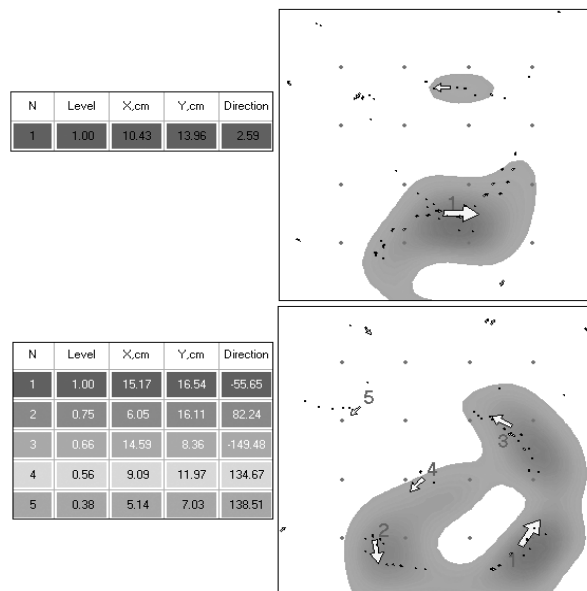 N Level X,cm Y,cm Direction
1 1.00 10.43 13.96 2.59
1
N Level X,cm Y,cm Direction
1 1.00 15.17 16.54 -55.65
2 0.75 6.05 16.11 82.24
3 0.66 14.59 8.36 -149.48
4 0.56 9.09 11.97 134.67
5 0.38 5.14 7.03 138.51
5
3
4
2
1